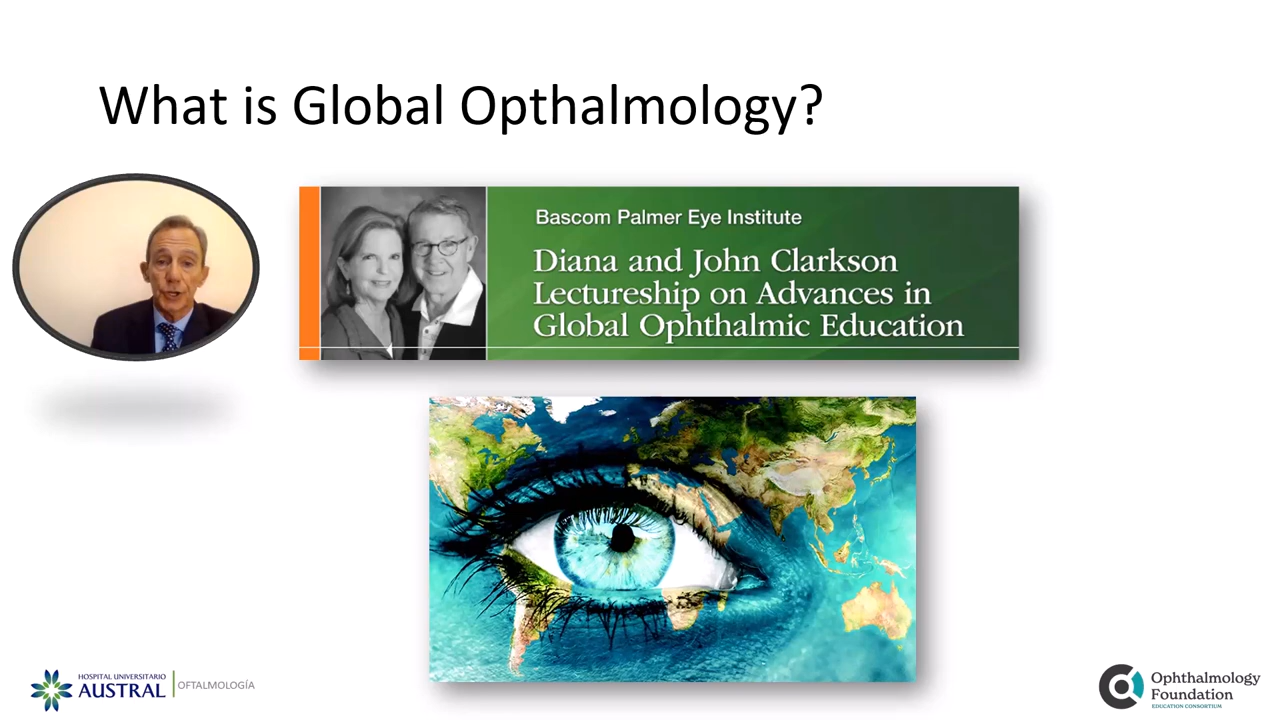 What is Global Opthalmology?
Bascom Palmer Eye Institute
Diana and John Clarkson
Lectureship on Advances in
Global Ophthalmic Education
HOSPITAL UNIVERSITARIO
AUSTRAL
OFTALMOLOGÍA
Ophthalmology
Foundation
EDUCATION CONSORTIUM